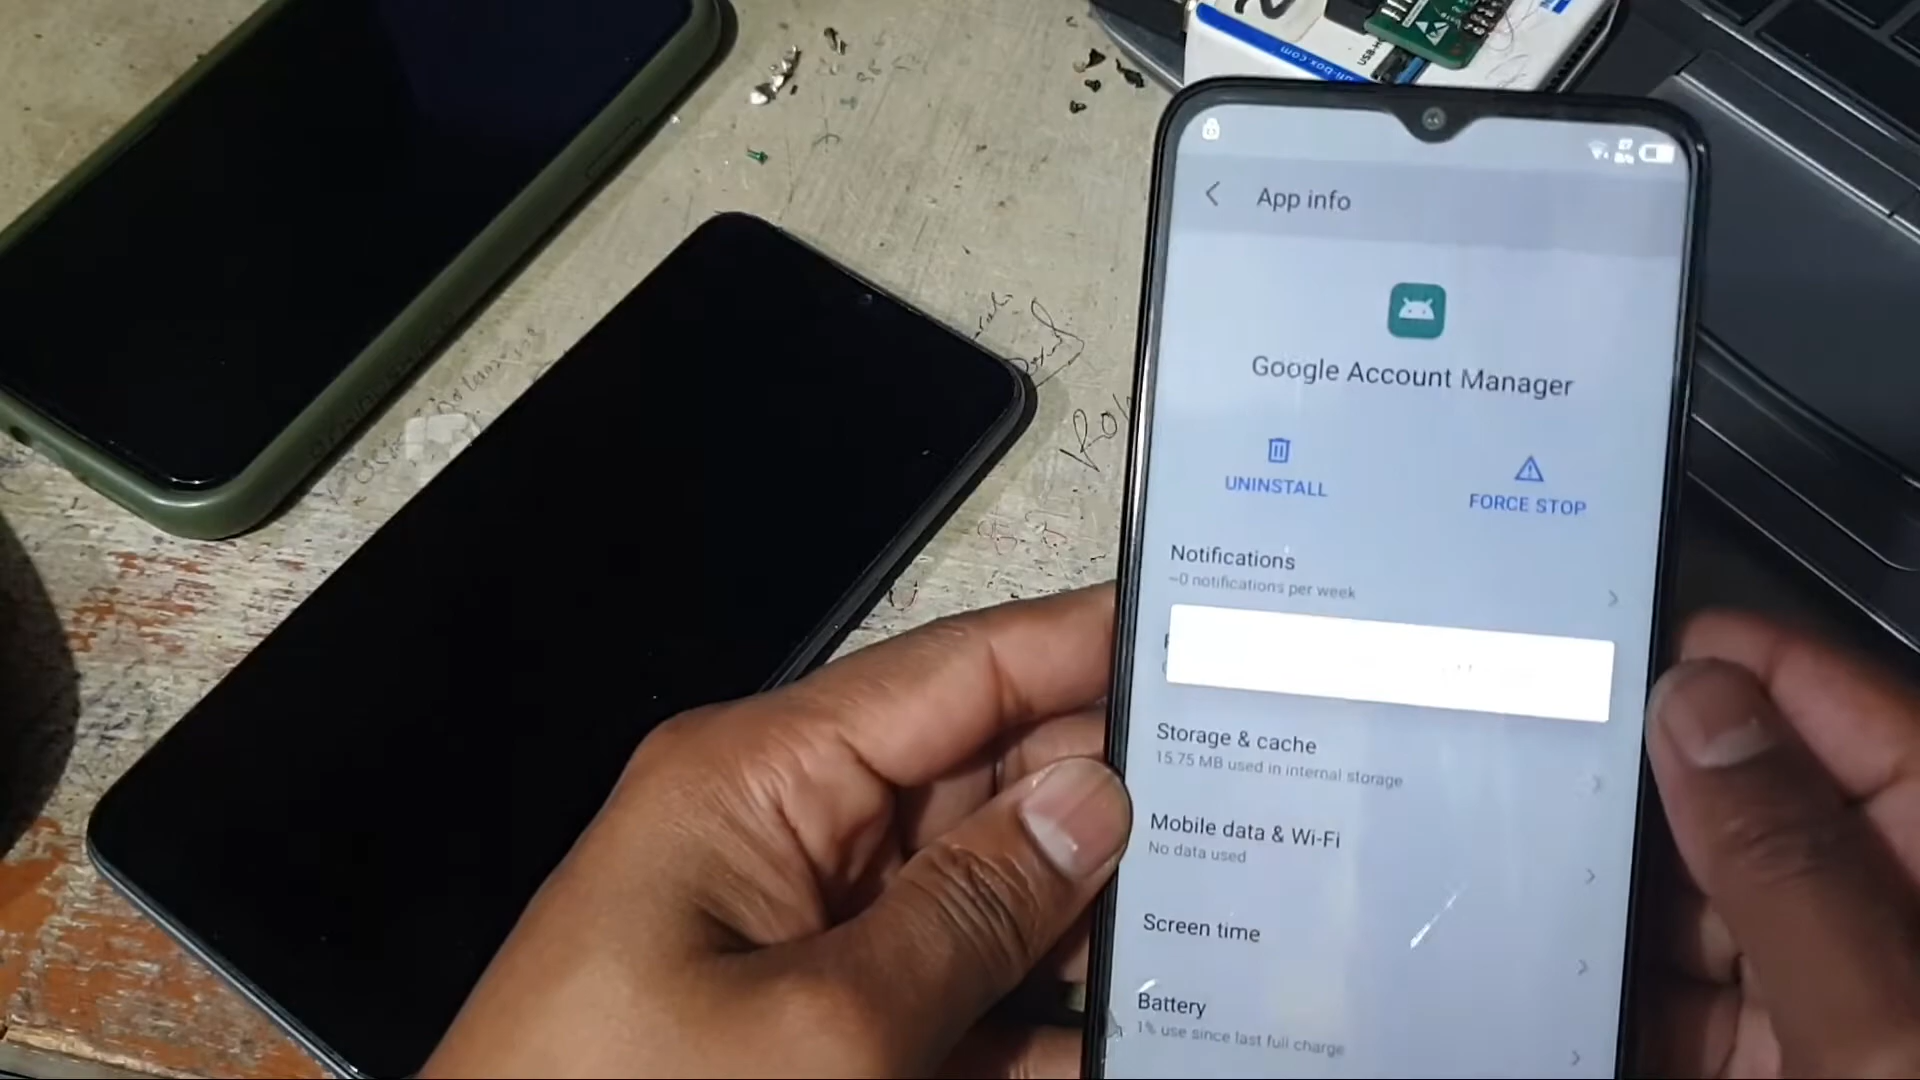 App info
Google Account Manager
UNINSTALL
FORCE STOP
Notifications
~0 notifications per week
Storage & cache
15.75 MB used in internal storage
Mobile data & Wi-Fi
No data used
Screen time
Battery
1% use since last full charge